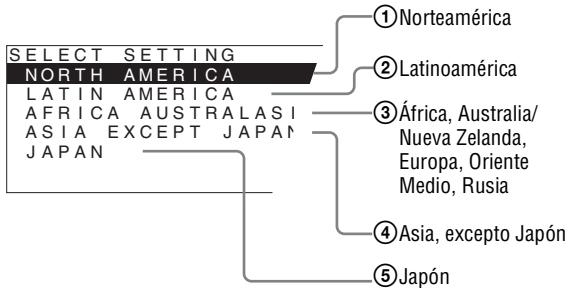 SELECT SETTING
NORTH AMERICA
LATIN AMERICA
AFRICA AUSTRALASI
ASIA EXCEPT JAPAN
JAPAN
①Norteamérica
②Latinoamérica
③África, Australia/
Nueva Zelanda,
Europa, Oriente
Medio, Rusia
④Asia, excepto Japón
⑤Japón